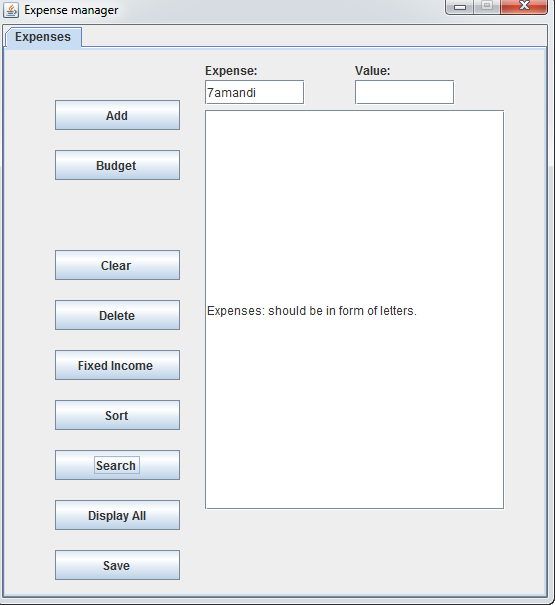 Expense manager
Expenses
Expense:
Value:
7amandi
Add
Budget
Clear
Delete
Expenses: should be in form of letters.
Fixed Income
Sort
Search
Display All
Save